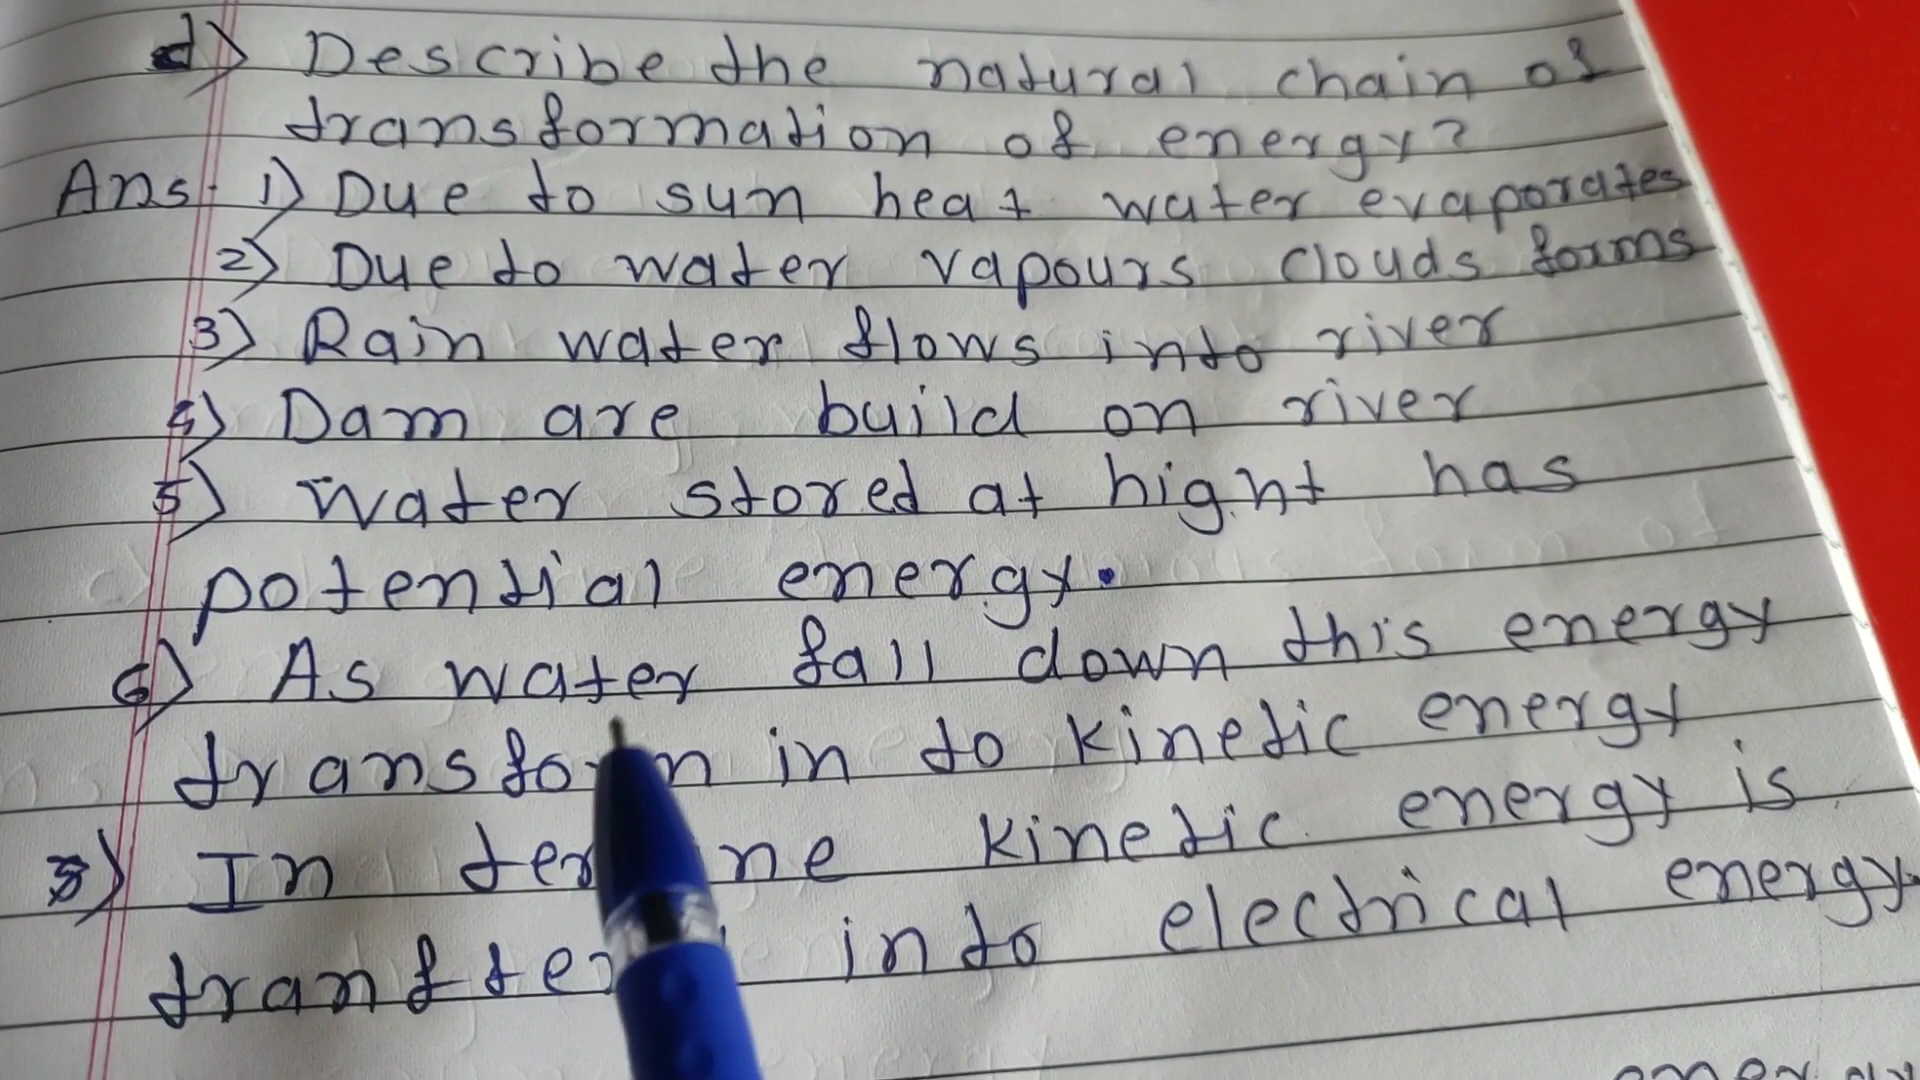 d) Describe the natural chain of
transformation of energy?
Ans:- 1) Due to sun heat water evaporates
2) Due to water vapours clouds forms
3) Rain water flows into river
4) Dam are build on river
5) Water stored at hight has
potential energy.
6) As water fall down this energy
in to kinetic energy
In kinetic energy is
into electrical energy.